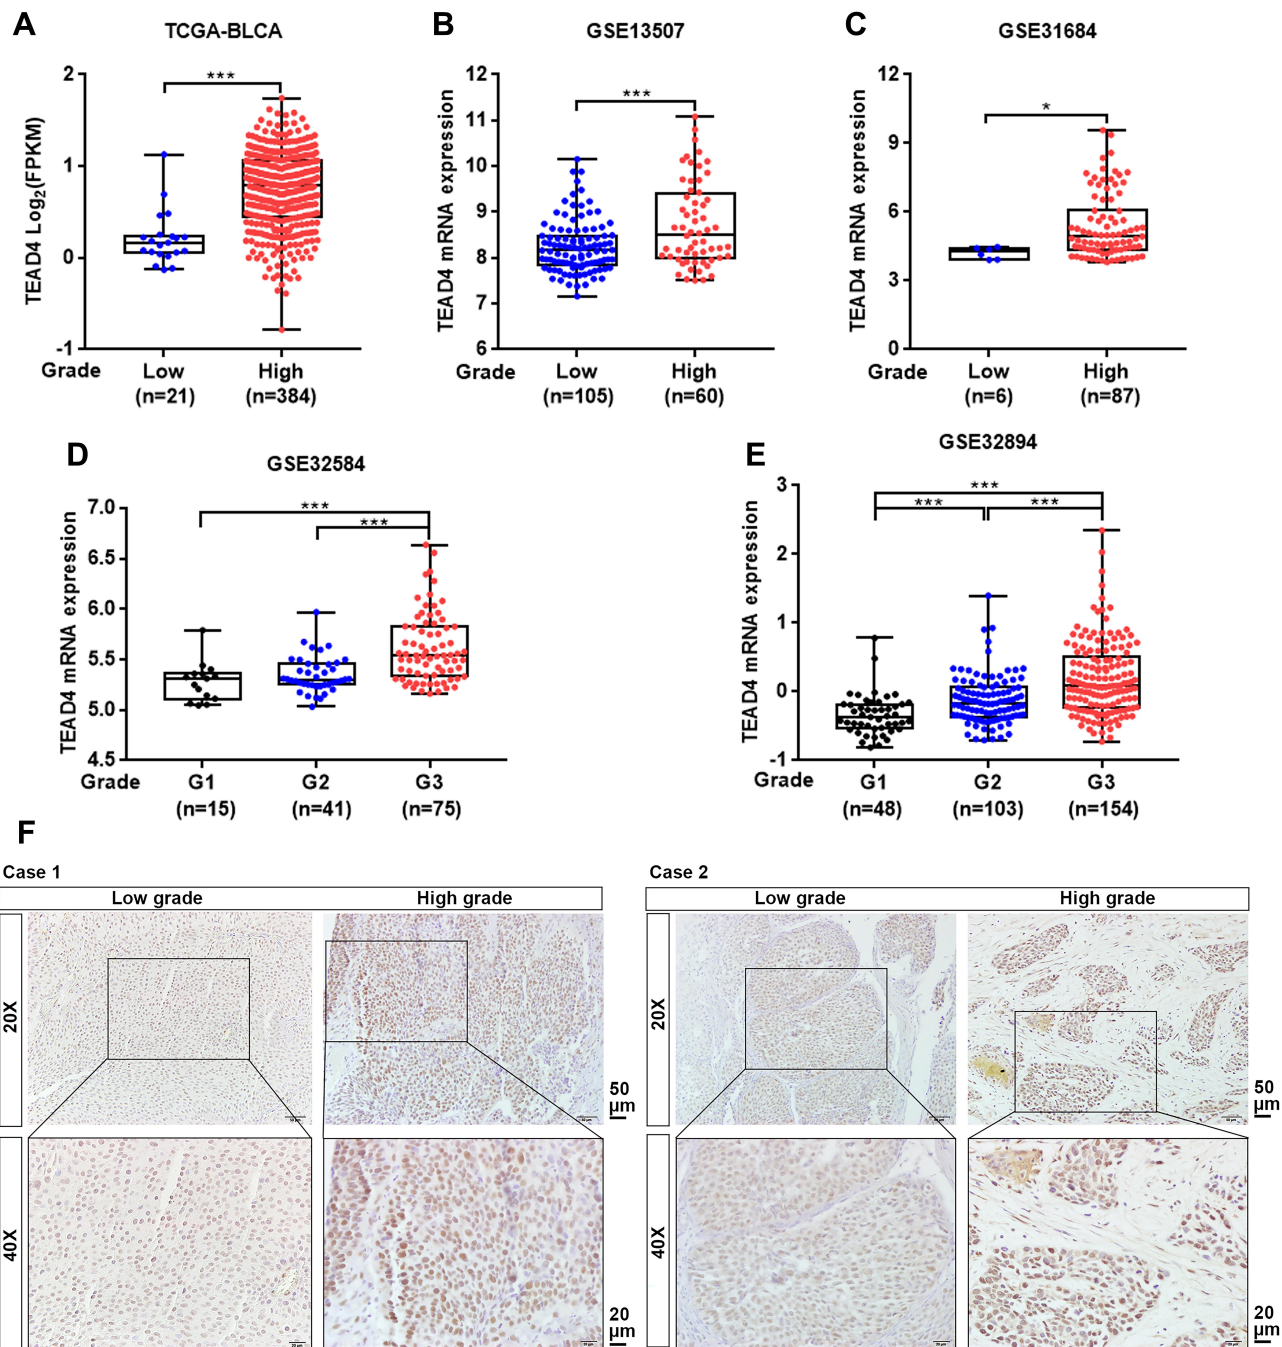 A
TCGA-BLCA
TEAD4 Log2(FPKM)
2
1
0
-1
***
Grade
Low
(n=21)
High
(n=384)
B
GSE13507
TEAD4 mRNA expression
12
11
10
9
8
7
6
***
Grade
Low
(n=105)
High
(n=60)
C
GSE31684
TEAD4 mRNA expression
12
9
6
3
0
*
Grade
Low
(n=6)
High
(n=87)
D
GSE32584
TEAD4 mRNA expression
7.0
6.5
6.0
5.5
5.0
4.5
***
***
Grade
G1
(n=15)
G2
(n=41)
G3
(n=75)
E
GSE32894
TEAD4 mRNA expression
3
2
1
0
-1
***
***
***
Grade
G1
(n=48)
G2
(n=103)
G3
(n=154)
F
Case 1
Low grade
High grade
20X
50
µm
40X
20
µm
Case 2
Low grade
High grade
20X
50
µm
40X
20
µm